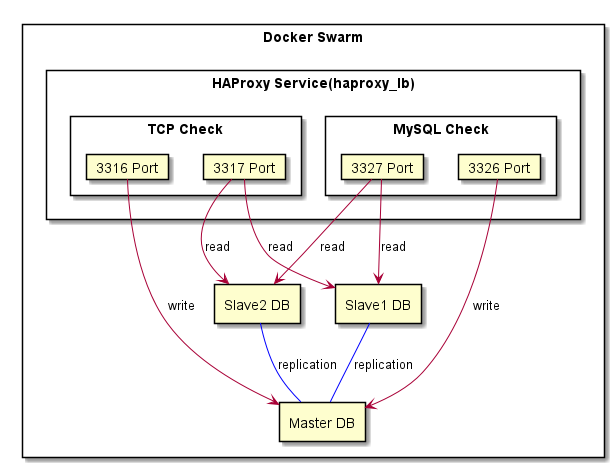 Docker Swarm
HAProxy Service(haproxy_lb)
TCP Check
MySQL Check
3316 Port
3317 Port
3327 Port
3326 Port
read
read
read
read
Slave2 DB
Slave1 DB
write
write
replication
replication
Master DB